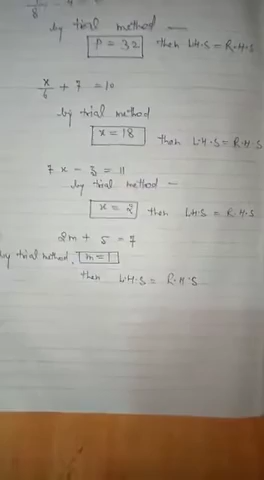 by trial method —
P = 32 then L.H.S = R.H.S
x/6 + 7 = 10
by trial method
x = 18 then L.H.S = R.H.S
7x - 3 = 11
by trial method —
x = 2 then L.H.S = R.H.S
2m + 5 = 7
by trial method, m = 1
then L.H.S = R.H.S